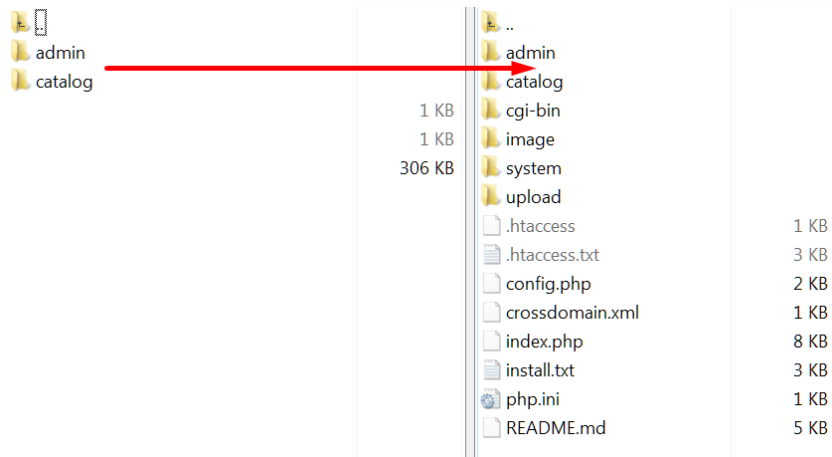 ..
admin
catalog
1 KB
1 KB
306 KB
..
admin
catalog
cgi-bin
image
system
upload
.htaccess 1 KB
.htaccess.txt 3 KB
config.php 2 KB
crossdomain.xml 1 KB
index.php 8 KB
install.txt 3 KB
php.ini 1 KB
README.md 5 KB